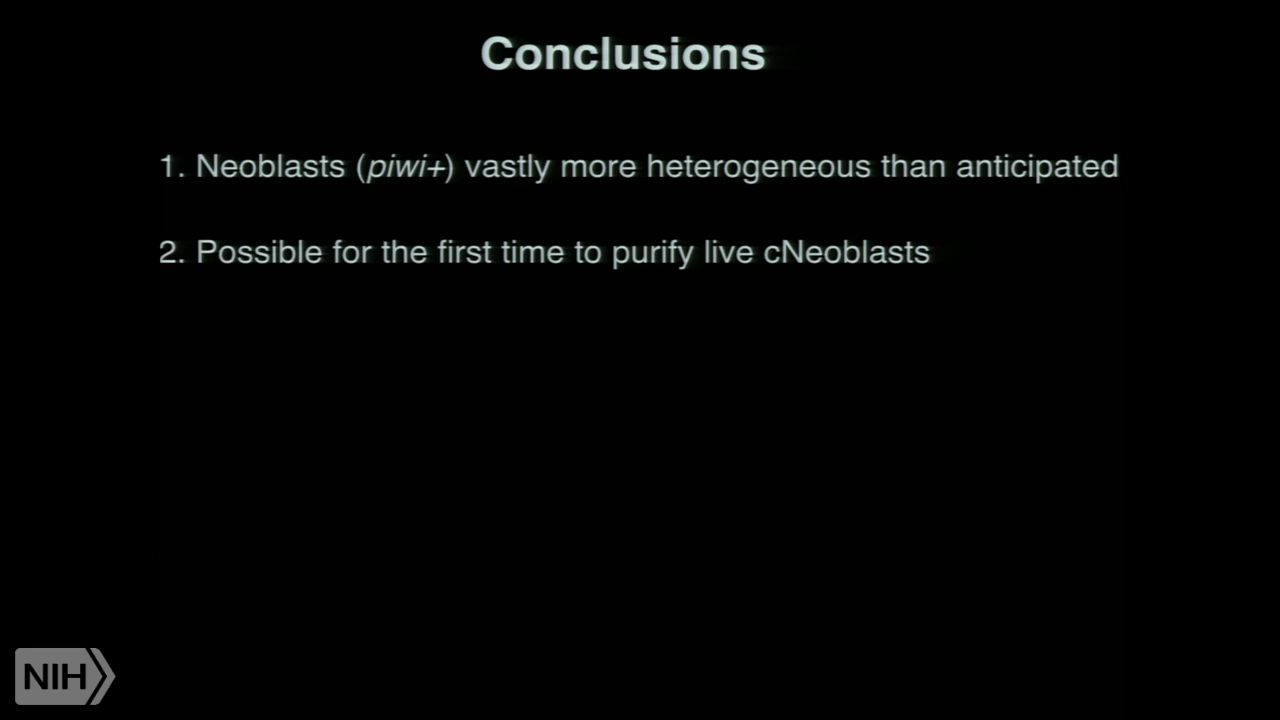 Conclusions
1. Neoblasts (piwi+) vastly more heterogeneous than anticipated
2. Possible for the first time to purify live cNeoblasts
NIH